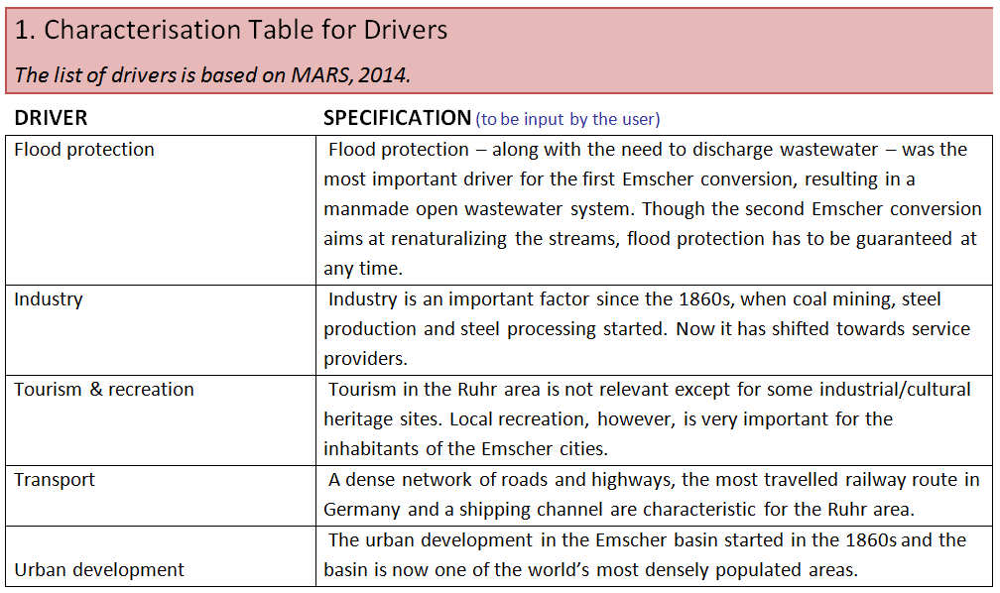 1. Characterisation Table for Drivers
The list of drivers is based on MARS, 2014.
DRIVER
SPECIFICATION (to be input by the user)
Flood protection
Flood protection – along with the need to discharge wastewater – was the
most important driver for the first Emscher conversion, resulting in a
manmade open wastewater system. Though the second Emscher conversion
aims at renaturalizing the streams, flood protection has to be guaranteed at
any time.
Industry
Industry is an important factor since the 1860s, when coal mining, steel
production and steel processing started. Now it has shifted towards service
providers.
Tourism & recreation
Tourism in the Ruhr area is not relevant except for some industrial/cultural
heritage sites. Local recreation, however, is very important for the
inhabitants of the Emscher cities.
Transport
A dense network of roads and highways, the most travelled railway route in
Germany and a shipping channel are characteristic for the Ruhr area.
Urban development
The urban development in the Emscher basin started in the 1860s and the
basin is now one of the world’s most densely populated areas.